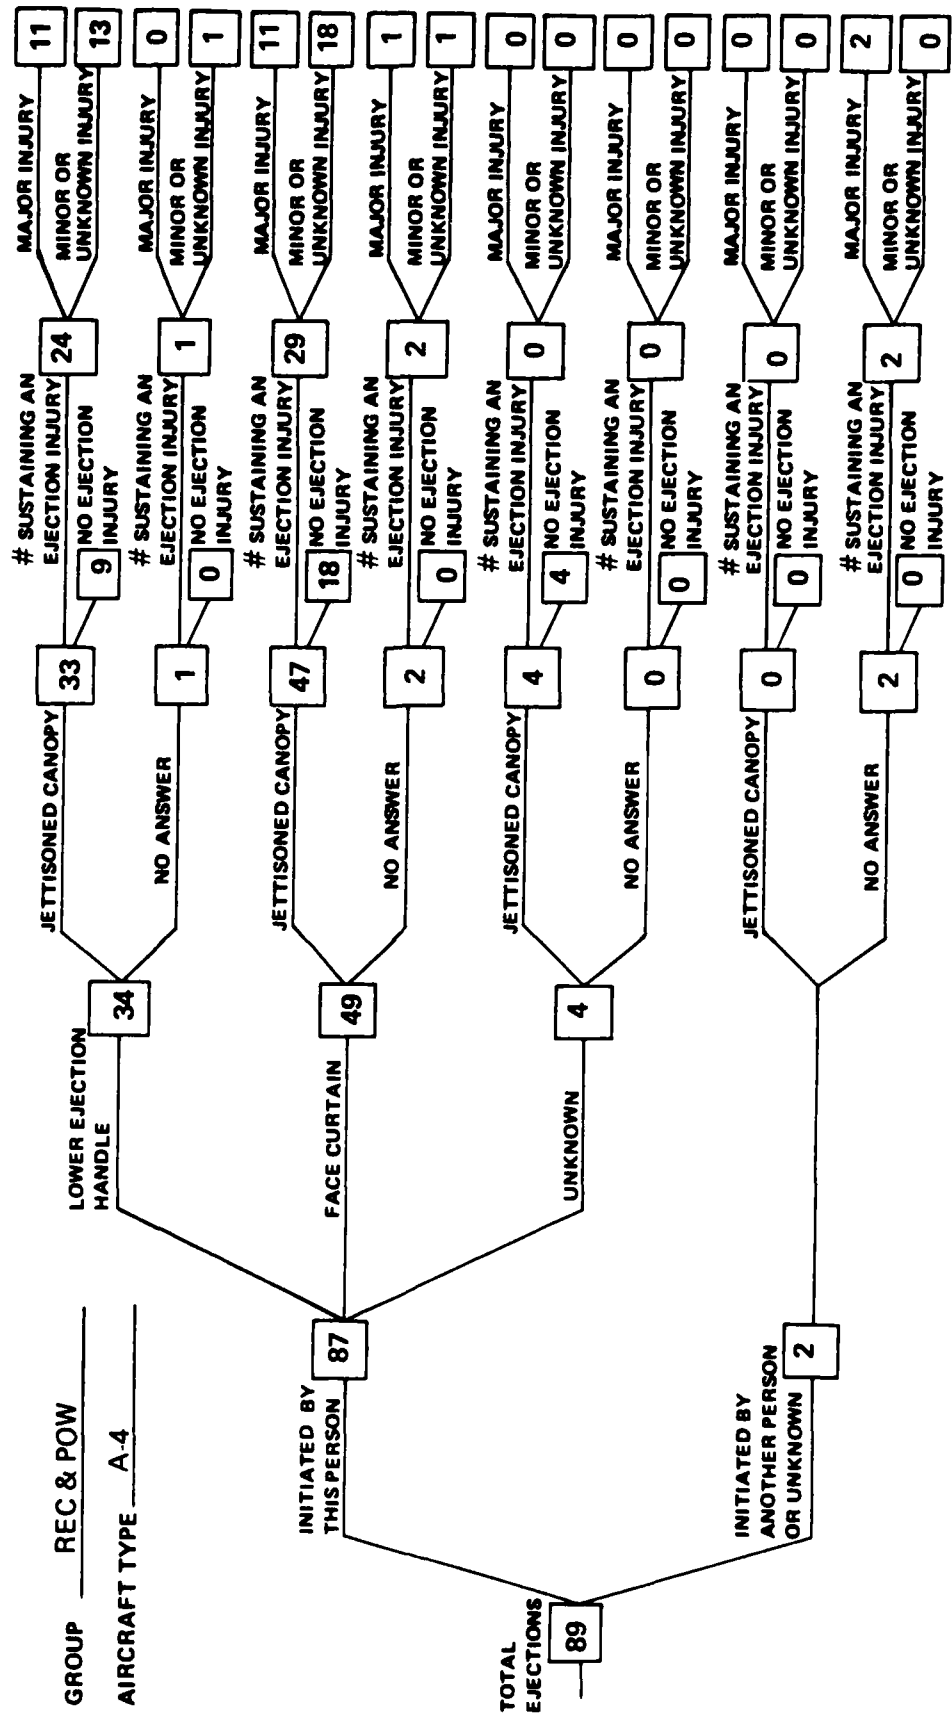 GROUP REC & POW
AIRCRAFT TYPE A-4
TOTAL
EJECTIONS
89
INITIATED BY
THIS PERSON
87
INITIATED BY
ANOTHER PERSON
OR UNKNOWN
2
LOWER EJECTION
HANDLE
34
FACE CURTAIN
49
UNKNOWN
4
JETTISONED CANOPY
33
# SUSTAINING AN
EJECTION INJURY
24
9
NO EJECTION
INJURY
MAJOR INJURY
11
MINOR OR
UNKNOWN INJURY
13
NO ANSWER
1
# SUSTAINING AN
EJECTION INJURY
1
0
NO EJECTION
INJURY
MAJOR INJURY
0
MINOR OR
UNKNOWN INJURY
1
JETTISONED CANOPY
47
# SUSTAINING AN
EJECTION INJURY
29
18
NO EJECTION
INJURY
MAJOR INJURY
11
MINOR OR
UNKNOWN INJURY
18
NO ANSWER
2
# SUSTAINING AN
EJECTION INJURY
2
0
NO EJECTION
INJURY
MAJOR INJURY
1
MINOR OR
UNKNOWN INJURY
1
JETTISONED CANOPY
4
# SUSTAINING AN
EJECTION INJURY
0
4
NO EJECTION
INJURY
MAJOR INJURY
0
MINOR OR
UNKNOWN INJURY
0
NO ANSWER
0
# SUSTAINING AN
EJECTION INJURY
0
0
NO EJECTION
INJURY
MAJOR INJURY
0
MINOR OR
UNKNOWN INJURY
0
JETTISONED CANOPY
0
# SUSTAINING AN
EJECTION INJURY
0
0
NO EJECTION
INJURY
MAJOR INJURY
0
MINOR OR
UNKNOWN INJURY
0
NO ANSWER
2
# SUSTAINING AN
EJECTION INJURY
2
0
NO EJECTION
INJURY
MAJOR INJURY
2
MINOR OR
UNKNOWN INJURY
0